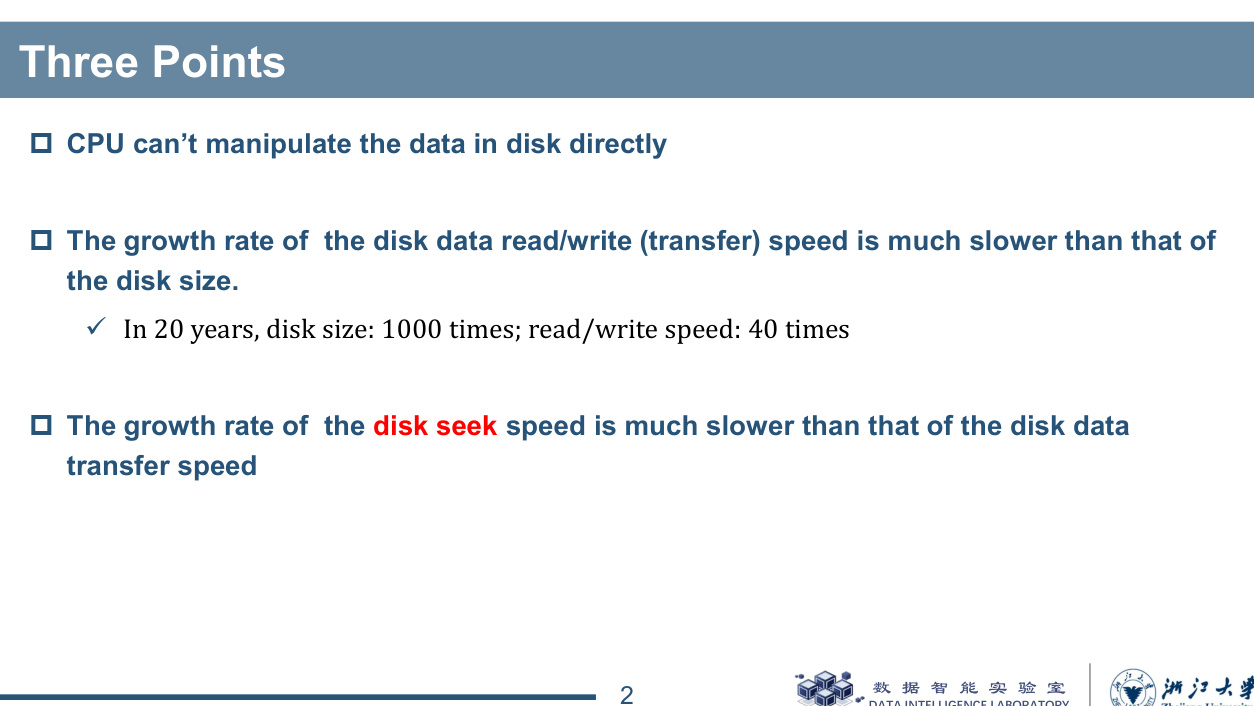 Three Points
CPU can’t manipulate the data in disk directly
The growth rate of  the disk data read/write (transfer) speed is much slower than that of
the disk size.
In 20 years, disk size: 1000 times; read/write speed: 40 times
The growth rate of  the disk seek speed is much slower than that of the disk data
transfer speed
2
数据智能实验室
DATA INTELLIGENCE LABORATORY
浙江大学